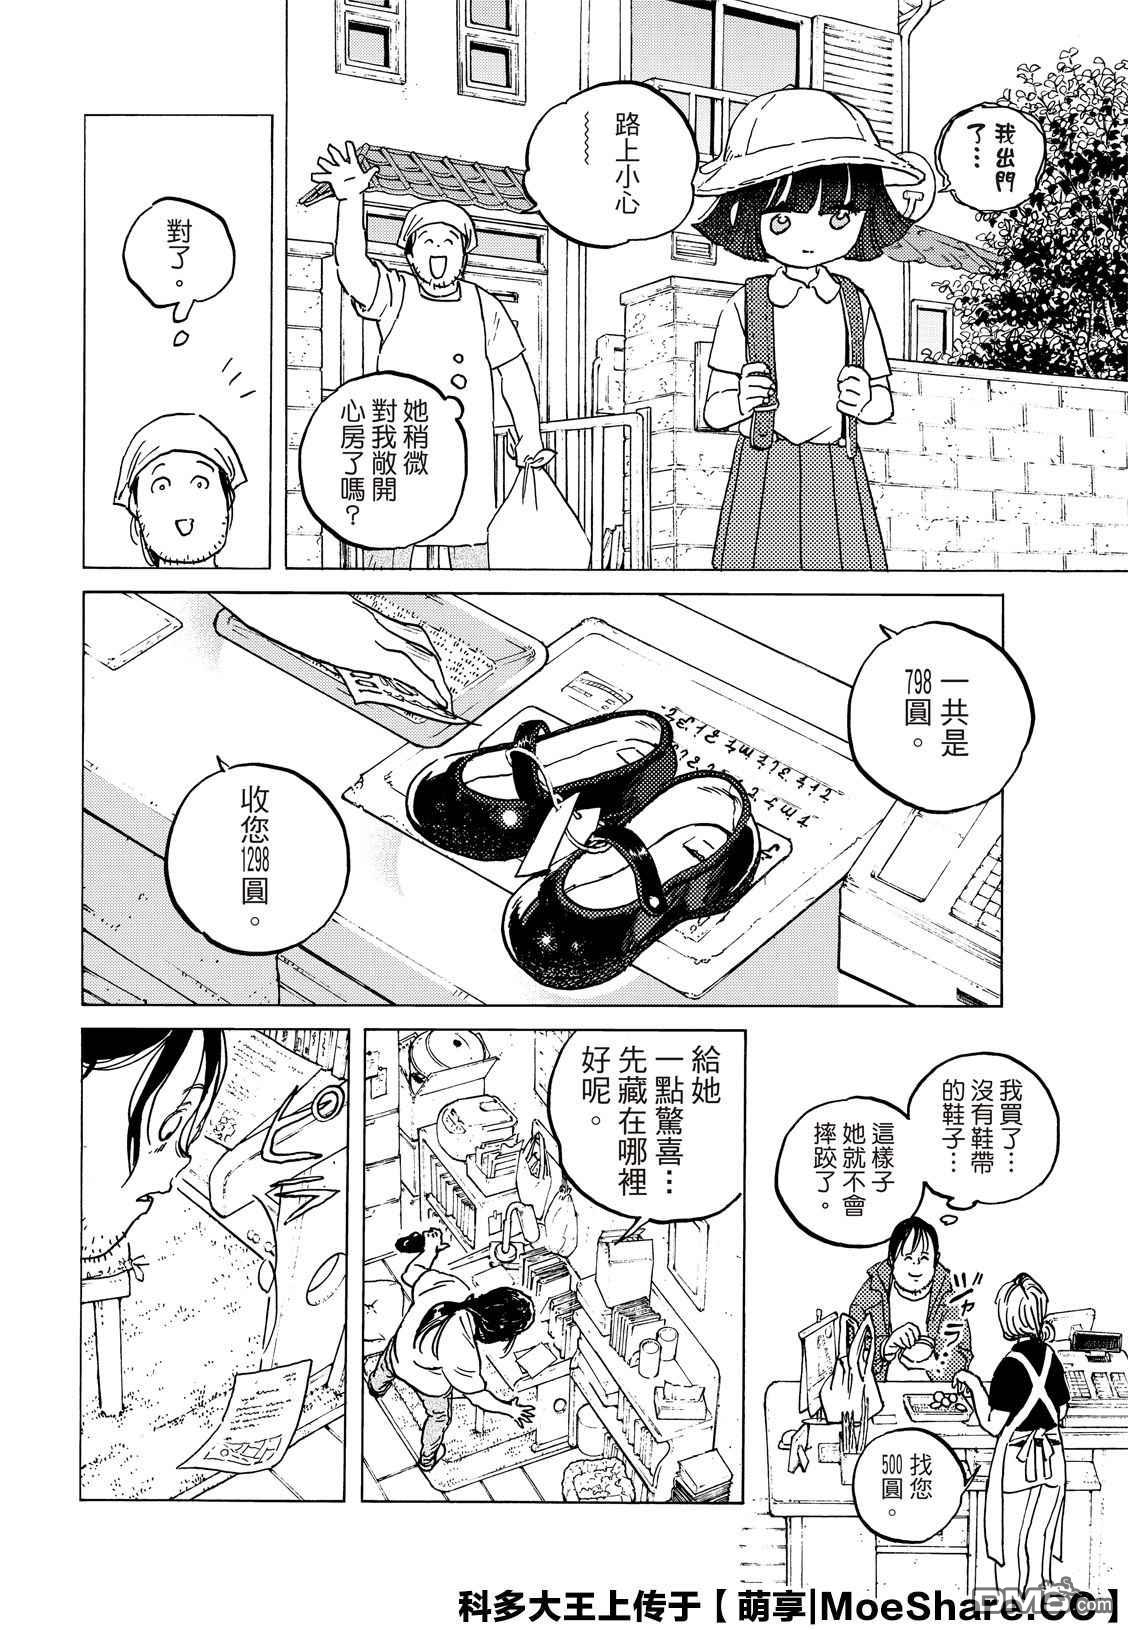 我出門
了…
路上小心
她稍微
對我敞開
心房了嗎？
對了。
一共是
798圓。
收您1298圓。
我買了…
沒有鞋帶
的鞋子…
這樣子
她就不會
摔跤了。
ジャラ
找您
500圓。
給她
一點驚喜…
先藏在哪裡
好呢。
科多大王上传于【萌享|MoeShare.CC】